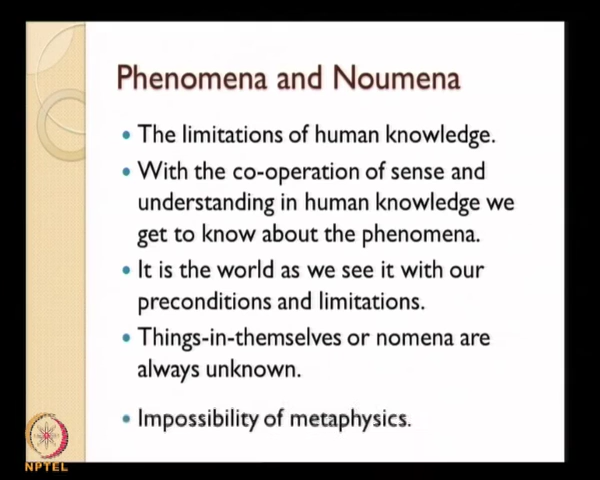 Phenomena and Noumena
• The limitations of human knowledge.
• With the co-operation of sense and
understanding in human knowledge we
get to know about the phenomena.
• It is the world as we see it with our
preconditions and limitations.
• Things-in-themselves or nomena are
always unknown.
• Impossibility of metaphysics.
NPTEL